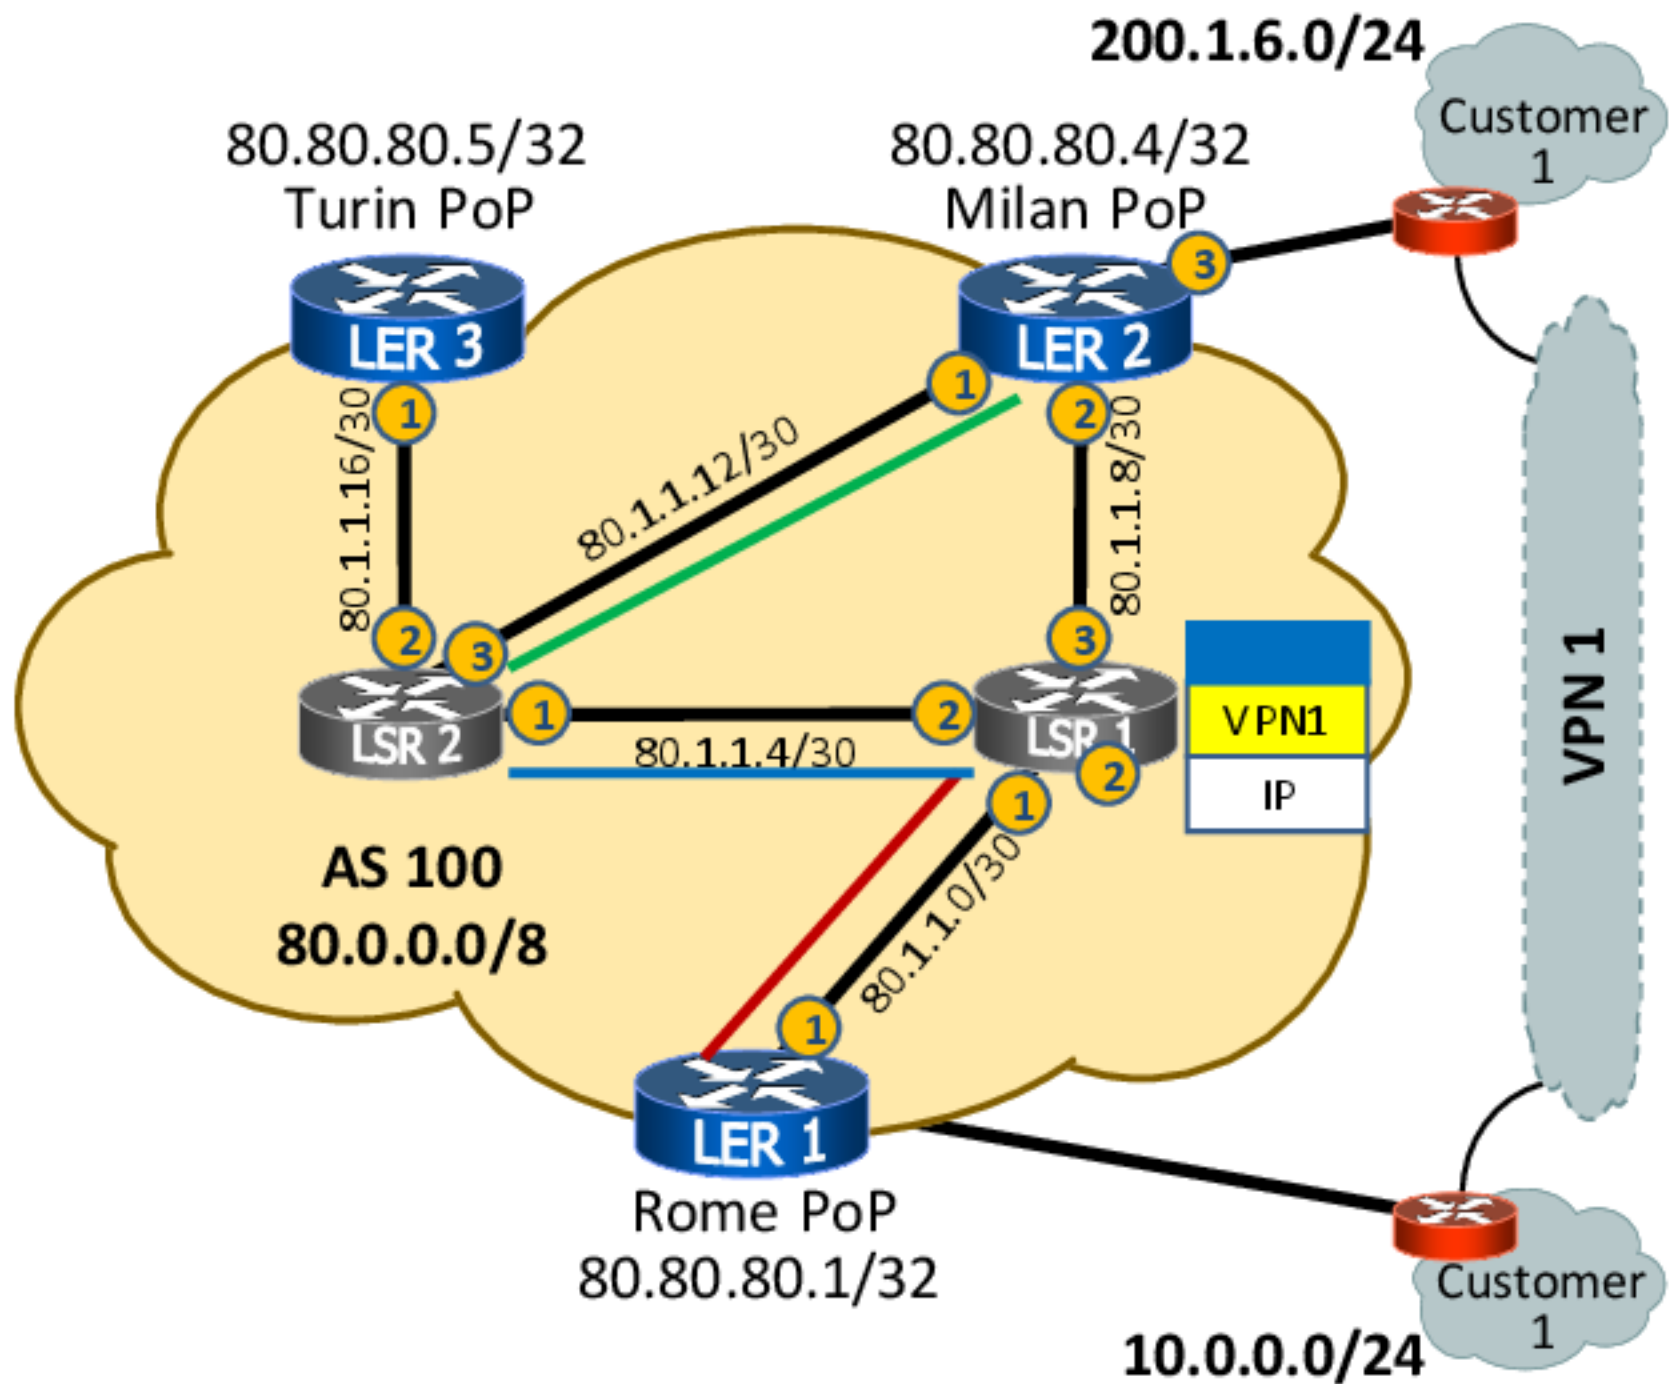 200.1.6.0/24
Customer
1
80.80.80.5/32
Turin PoP
80.80.80.4/32
Milan PoP
3
LER 3
LER 2
1
1
2
80.1.1.16/30
80.1.1.12/30
80.1.1.8/30
2
3
3
1
2
LSR 2
LSR 1
80.1.1.4/30
2
1
VPN1
IP
VPN 1
AS 100
80.0.0.0/8
80.1.1.0/30
1
LER 1
Rome PoP
80.80.80.1/32
Customer
1
10.0.0.0/24